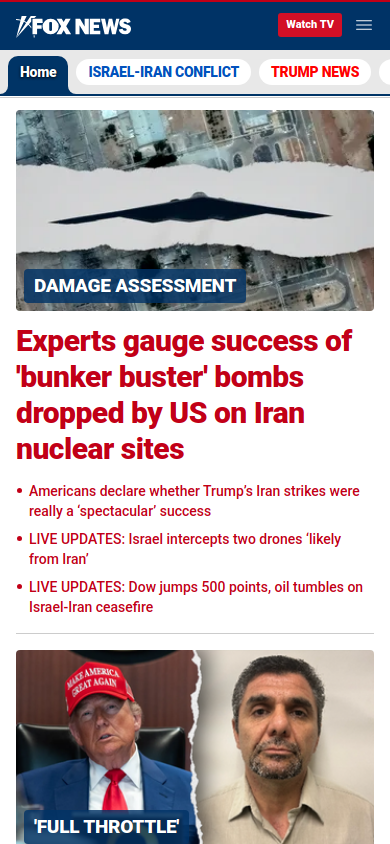 FOX NEWS
Watch TV
Home
ISRAEL-IRAN CONFLICT
TRUMP NEWS
DAMAGE ASSESSMENT
Experts gauge success of
'bunker buster' bombs
dropped by US on Iran
nuclear sites
• Americans declare whether Trump’s Iran strikes were
really a ‘spectacular’ success
• LIVE UPDATES: Israel intercepts two drones ‘likely
from Iran’
• LIVE UPDATES: Dow jumps 500 points, oil tumbles on
Israel-Iran ceasefire
MAKE AMERICA
GREAT AGAIN
'FULL THROTTLE'